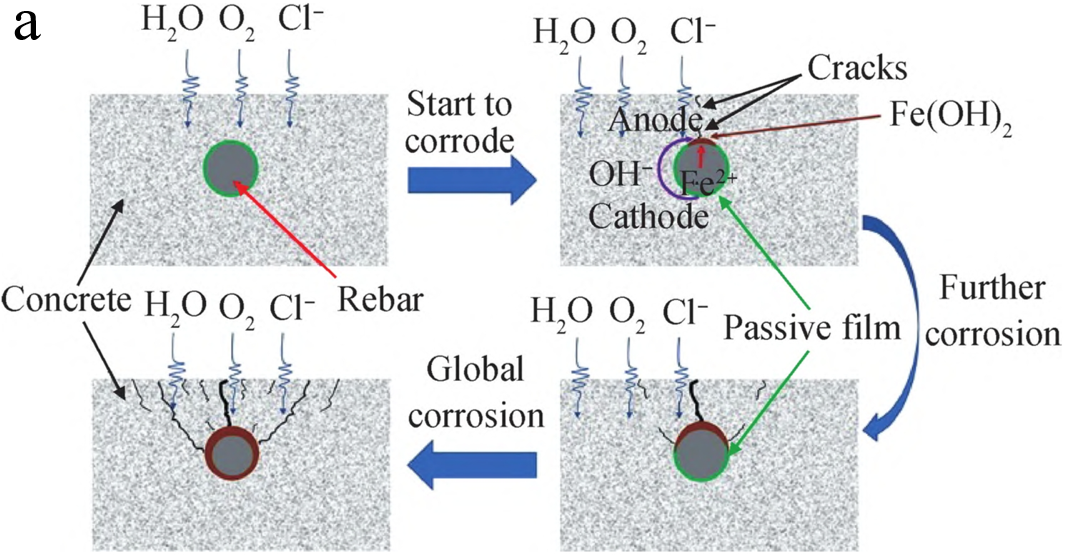 a
H₂O O₂ Cl⁻
Start to
corrode
H₂O O₂ Cl⁻
Cracks
Anode
Fe(OH)₂
OH⁻
Fe²⁺
Cathode
Concrete
Rebar
Passive film
Further
corrosion
H₂O O₂ Cl⁻
Global
corrosion
H₂O O₂ Cl⁻